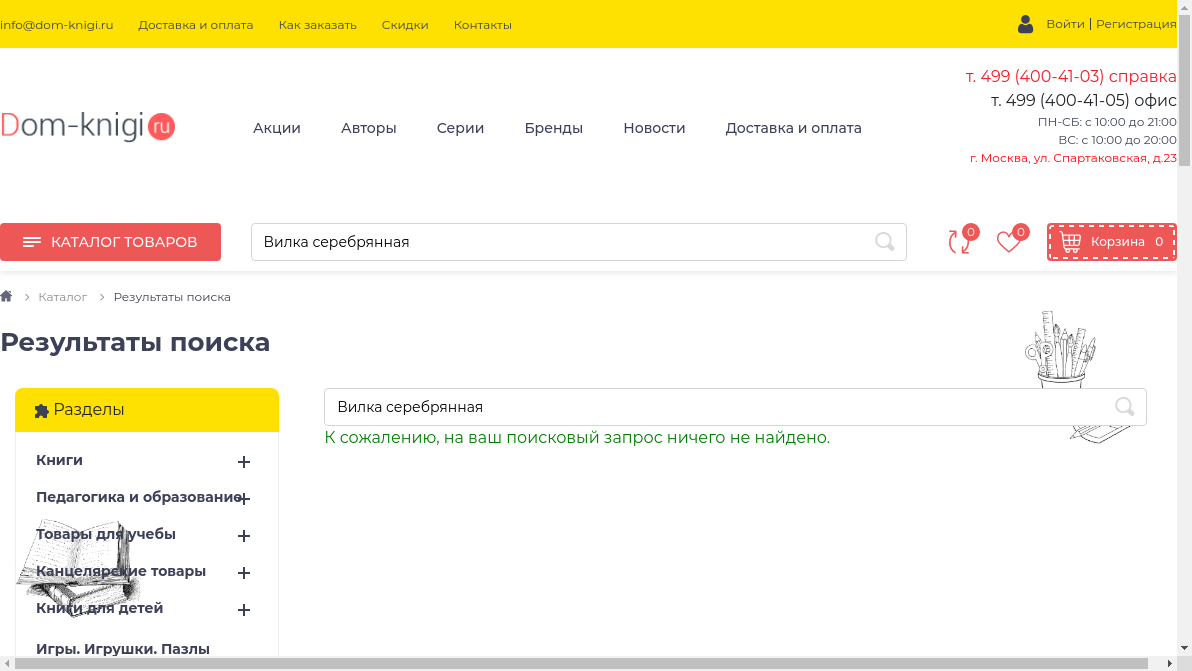 info@dom-knigi.ru Доставка и оплата Как заказать Скидки Контакты Войти | Регистрация
т. 499 (400-41-03) справка
т. 499 (400-41-05) офис
ПН-СБ: с 10:00 до 21:00
ВС: с 10:00 до 20:00
г. Москва, ул. Спартаковская, д.23
Dom-knigi ru Акции Авторы Серии Бренды Новости Доставка и оплата
КАТАЛОГ ТОВАРОВ Вилка серебрянная 0 0 Корзина 0
Каталог Результаты поиска
Результаты поиска
Разделы
Вилка серебрянная
К сожалению, на ваш поисковый запрос ничего не найдено.
Книги
Педагогика и образование
Товары для учебы
Канцелярские товары
Книги для детей
Игры. Игрушки. Пазлы